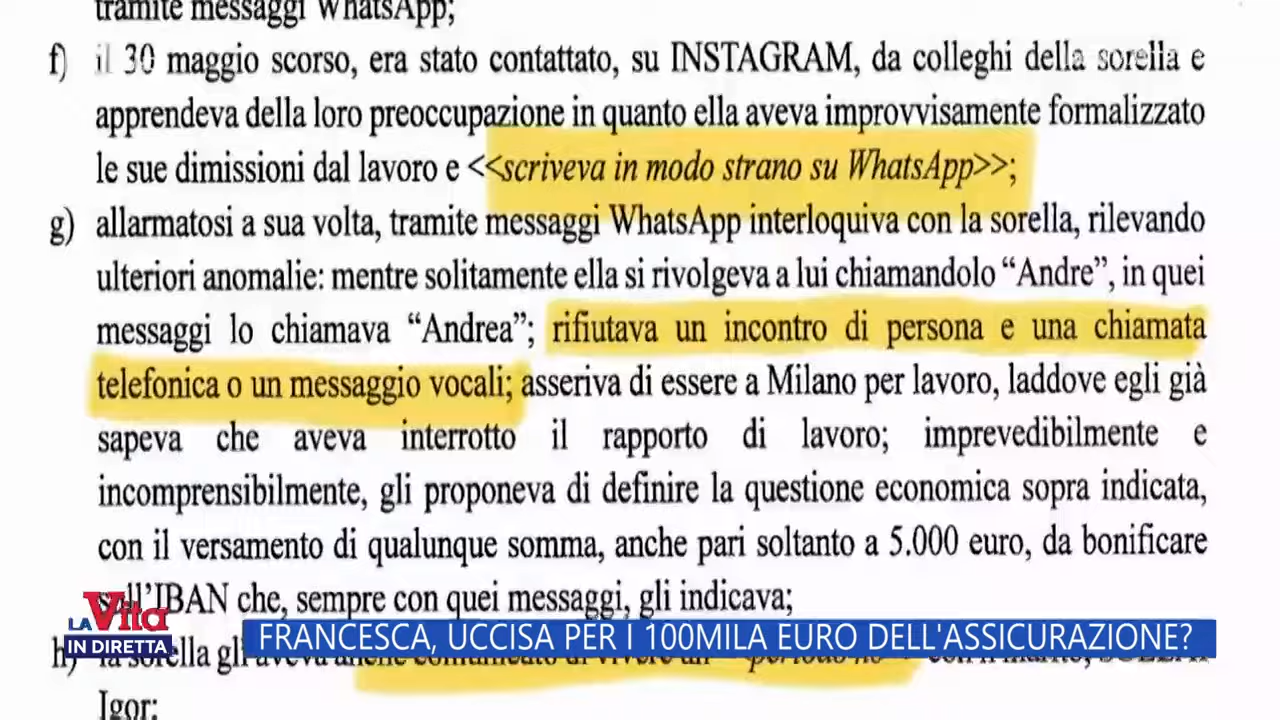 tramite messaggi WhatsApp;
f) il 30 maggio scorso, era stato contattato, su INSTAGRAM, da colleghi della sorella e
apprendeva della loro preoccupazione in quanto ella aveva improvvisamente formalizzato
le sue dimissioni dal lavoro e <<scriveva in modo strano su WhatsApp>>;
g) allarmatosi a sua volta, tramite messaggi WhatsApp interloquiva con la sorella, rilevando
ulteriori anomalie: mentre solitamente ella si rivolgeva a lui chiamandolo “Andre”, in quei
messaggi lo chiamava “Andrea”; rifiutava un incontro di persona e una chiamata
telefonica o un messaggio vocali; asseriva di essere a Milano per lavoro, laddove egli già
sapeva che aveva interrotto il rapporto di lavoro; imprevedibilmente e
incomprensibilmente, gli proponeva di definire la questione economica sopra indicata,
con il versamento di qualunque somma, anche pari soltanto a 5.000 euro, da bonificare
sull’IBAN che, sempre con quei messaggi, gli indicava;
LA Vita
IN DIRETTA
FRANCESCA, UCCISA PER I 100MILA EURO DELL'ASSICURAZIONE?
h) la sorella gli aveva anche comunicato di vivere un
Igor;